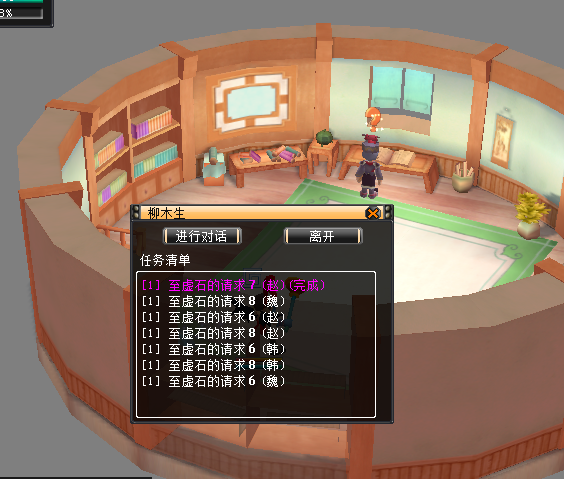 8%
柳木生
进行对话 离开
任务清单
[1] 至虚石的请求7(赵)(完成)
[1] 至虚石的请求8(魏)
[1] 至虚石的请求6(赵)
[1] 至虚石的请求8(赵)
[1] 至虚石的请求6(韩)
[1] 至虚石的请求8(韩)
[1] 至虚石的请求6(魏)